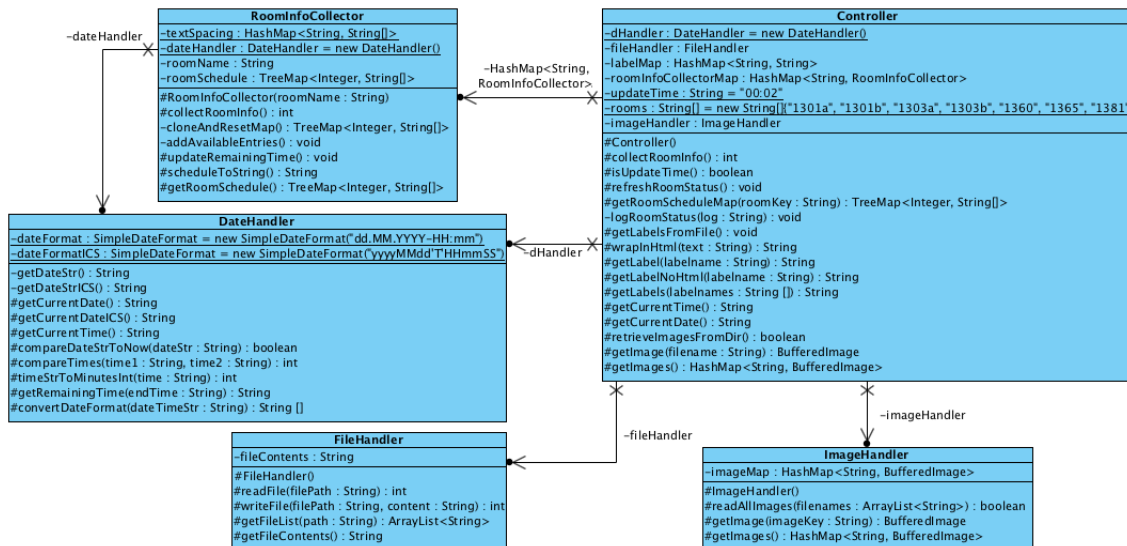 RoomInfoCollector
-textSpacing : HashMap<String, String[]>
-dateHandler : DateHandler = new DateHandler()
-roomName : String
-roomSchedule : TreeMap<Integer, String[]>
#RoomInfoCollector(roomName : String)
#collectRoomInfo() : int
-cloneAndResetMap() : TreeMap<Integer, String[]>
-addAvailableEntries() : void
#updateRemainingTime() : void
#scheduleToString() : String
#getRoomSchedule() : TreeMap<Integer, String[]>
-dateHandler
-HashMap<String,
RoomInfoCollector>
Controller
-dHandler : DateHandler = new DateHandler()
-fileHandler : FileHandler
-labelMap : HashMap<String, String>
-roomInfoCollectorMap : HashMap<String, RoomInfoCollector>
-updateTime : String = "00:02"
-rooms : String[] = new String[]{"1301a", "1301b", "1303a", "1303b", "1360", "1365", "1381"
-imageHandler : ImageHandler
#Controller()
#collectRoomInfo() : int
#isUpdateTime() : boolean
#refreshRoomStatus() : void
#getRoomScheduleMap(roomKey : String) : TreeMap<Integer, String[]>
-logRoomStatus(log : String) : void
#getLabelsFromFile() : void
#wrapInHtml(text : String) : String
#getLabel(labelname : String) : String
#getLabelNoHtml(labelname : String) : String
#getLabels(labelnames : String []) : String
#getCurrentTime() : String
#getCurrentDate() : String
#retrieveImagesFromDir() : boolean
#getImage(filename : String) : BufferedImage
#getImages() : HashMap<String, BufferedImage>
DateHandler
-dateFormat : SimpleDateFormat = new SimpleDateFormat("dd.MM.YYYY-HH:mm")
-dateFormatICS : SimpleDateFormat = new SimpleDateFormat("yyyyMMdd'T'HHmmSS")
-getDateStr() : String
-getDateStrICS() : String
#getCurrentDate() : String
#getCurrentDateICS() : String
#getCurrentTime() : String
#compareDateStrToNow(dateStr : String) : boolean
#compareTimes(time1 : String, time2 : String) : int
#timeStrToMinutesInt(time : String) : int
#getRemainingTime(endTime : String) : String
#convertDateFormat(dateTimeStr : String) : String []
-dHandler
-fileHandler
-imageHandler
FileHandler
-fileContents : String
#FileHandler()
#readFile(filePath : String) : int
#writeFile(filePath : String, content : String) : int
#getFileList(path : String) : ArrayList<String>
#getFileContents() : String
ImageHandler
-imageMap : HashMap<String, BufferedImage>
#ImageHandler()
#readAllImages(filenames : ArrayList<String>) : boolean
#getImage(imageKey : String) : BufferedImage
#getImages() : HashMap<String, BufferedImage>